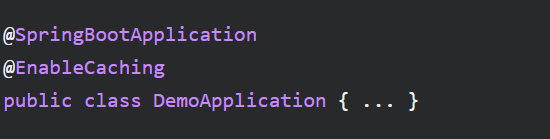 @SpringBootApplication
@EnableCaching
public class DemoApplication { ... }